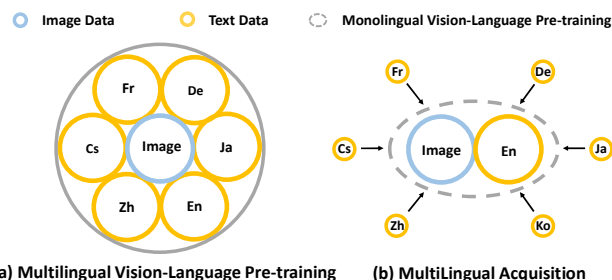 Image Data Text Data Monolingual Vision-Language Pre-training
Fr De
Cs Image Ja
Zh En
Fr De
Cs Image En Ja
Zh Ko
a) Multilingual Vision-Language Pre-training (b) MultiLingual Acquisition